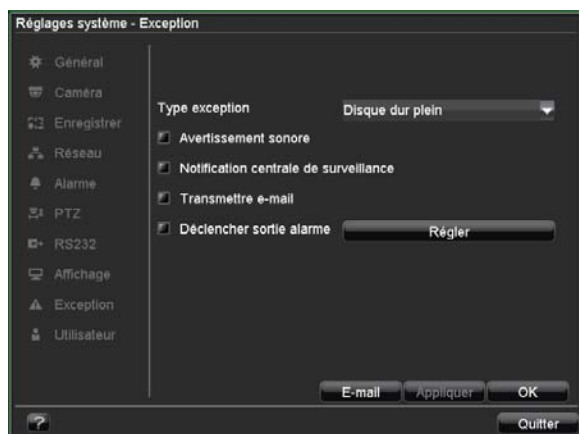 Réglages système - Exception
Général
Caméra
Enregistrer
Réseau
Alarme
PTZ
RS232
Affichage
Exception
Utilisateur
Type exception Disque dur plein
Avertissement sonore
Notification centrale de surveillance
Transmettre e-mail
Déclencher sortie alarme Régler
E-mail Appliquer OK
? Quitter